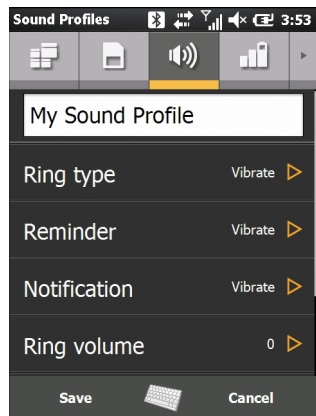 Sound Profiles 3:53
My Sound Profile
Ring type Vibrate
Reminder Vibrate
Notification Vibrate
Ring volume 0
Save Cancel